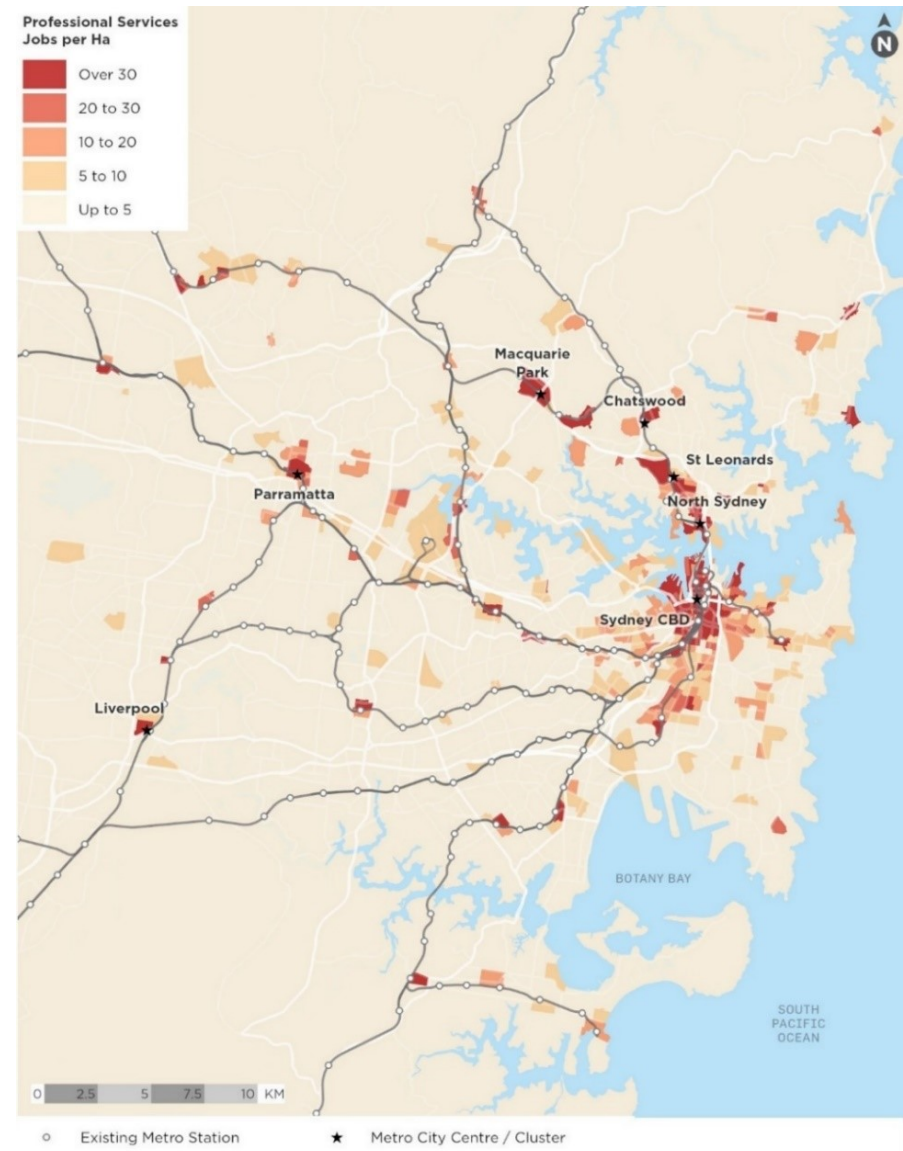 Professional Services
Jobs per Ha
Over 30
20 to 30
10 to 20
5 to 10
Up to 5
N
Macquarie
Park
Chatswood
St Leonards
Parramatta
North Sydney
Sydney CBD
Liverpool
BOTANY BAY
SOUTH
PACIFIC
OCEAN
0 2.5 5 7.5 10 KM
Existing Metro Station
Metro City Centre / Cluster